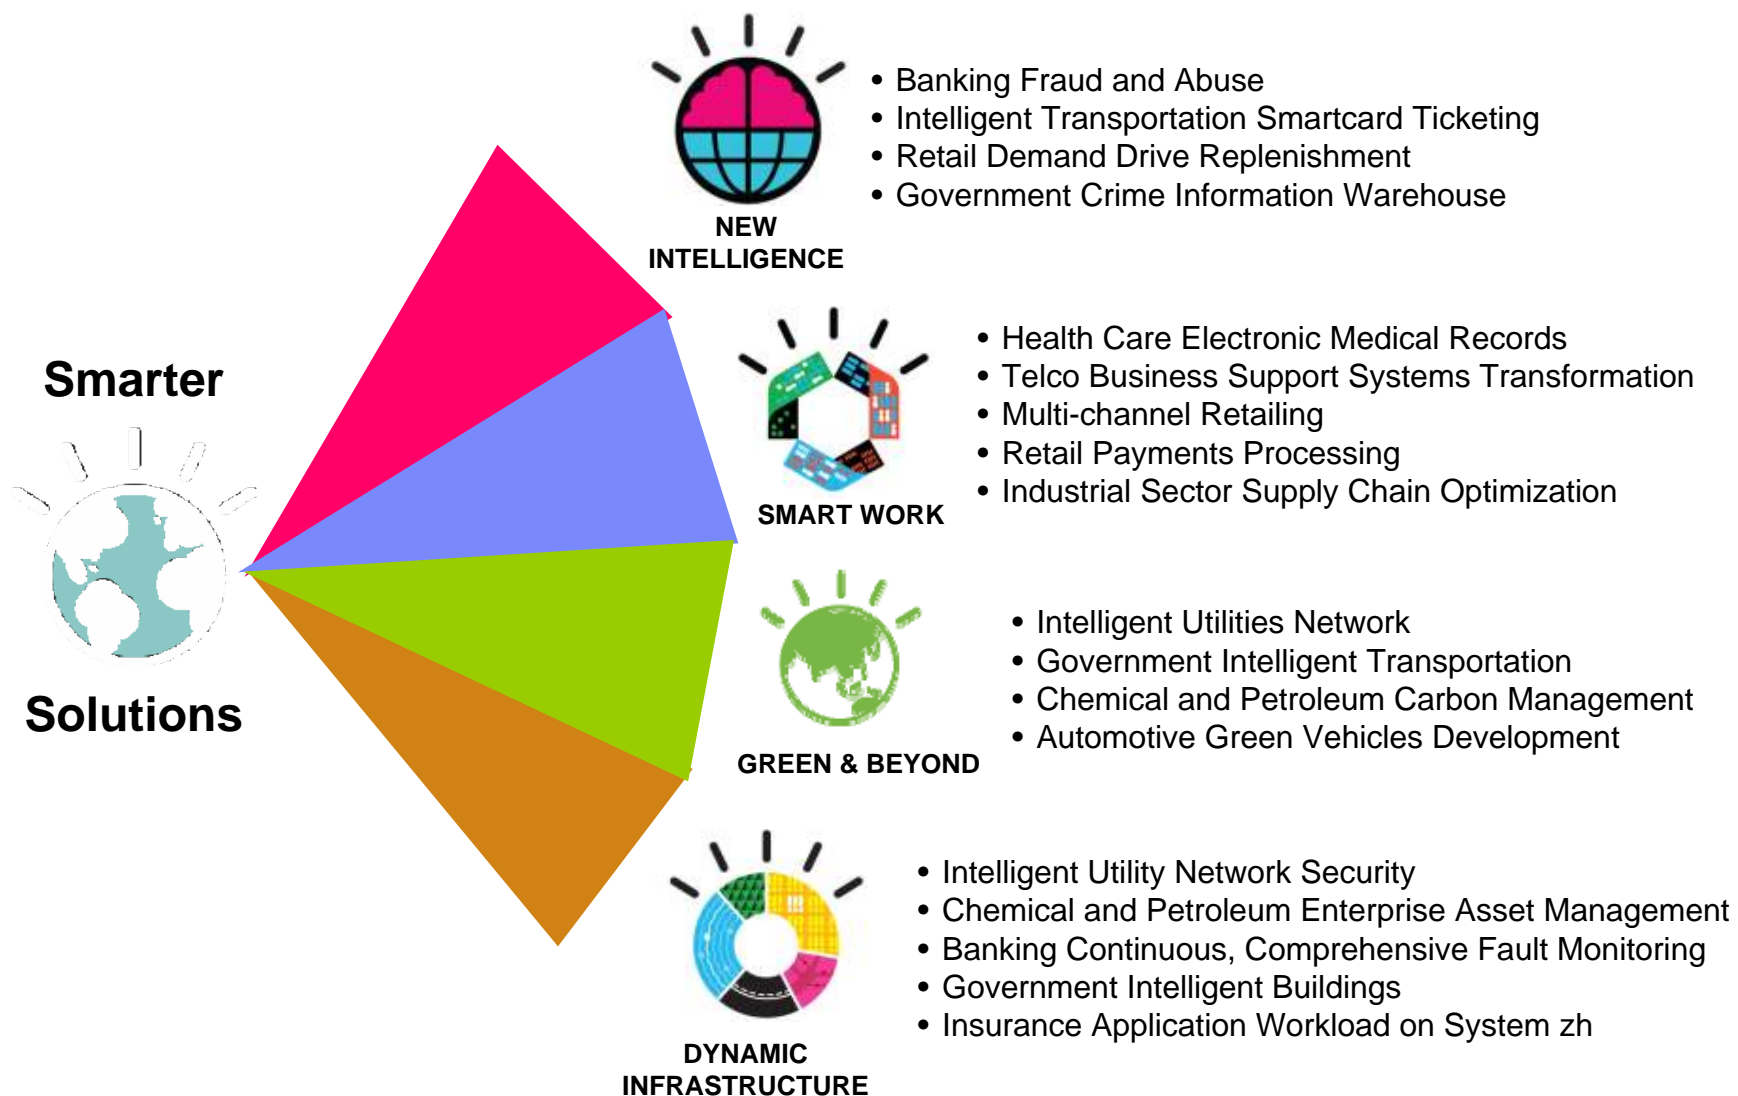 Smarter
Solutions
NEW
INTELLIGENCE
• Banking Fraud and Abuse
• Intelligent Transportation Smartcard Ticketing
• Retail Demand Drive Replenishment
• Government Crime Information Warehouse
SMART WORK
• Health Care Electronic Medical Records
• Telco Business Support Systems Transformation
• Multi-channel Retailing
• Retail Payments Processing
• Industrial Sector Supply Chain Optimization
GREEN & BEYOND
• Intelligent Utilities Network
• Government Intelligent Transportation
• Chemical and Petroleum Carbon Management
• Automotive Green Vehicles Development
DYNAMIC
INFRASTRUCTURE
• Intelligent Utility Network Security
• Chemical and Petroleum Enterprise Asset Management
• Banking Continuous, Comprehensive Fault Monitoring
• Government Intelligent Buildings
• Insurance Application Workload on System zh